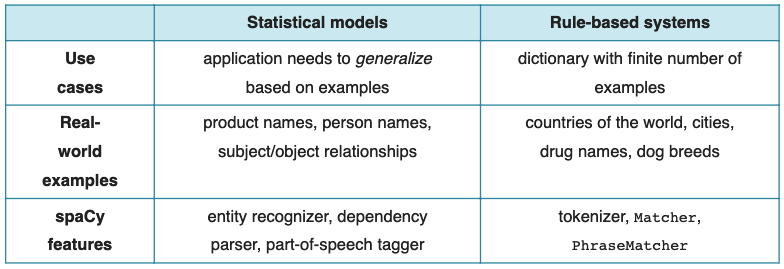 Statistical models Rule-based systems
Use application needs to generalize dictionary with finite number of
cases based on examples examples
Real- product names, person names, countries of the world, cities,
world subject/object relationships drug names, dog breeds
examples
spaCy entity recognizer, dependency tokenizer, Matcher,
features parser, part-of-speech tagger PhraseMatcher